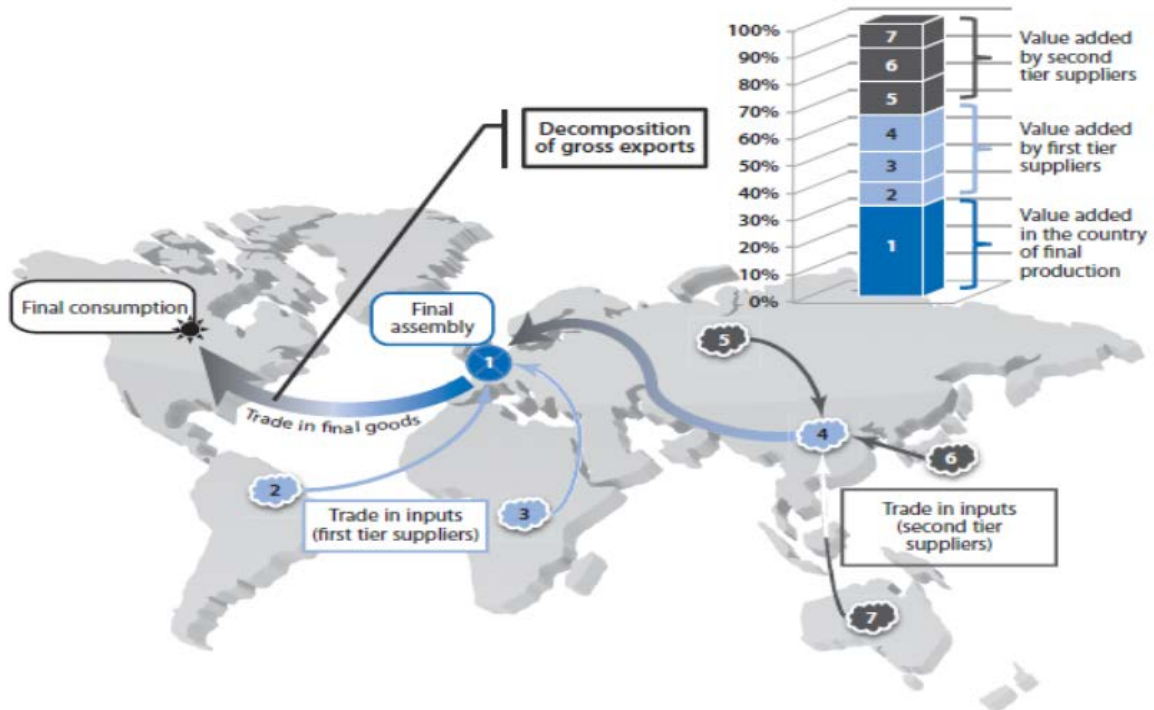 100%
90%
80%
70%
60%
50%
40%
30%
20%
10%
0%
7
6
5
4
3
2
1
Value added
by second
tier suppliers
Value added
by first tier
suppliers
Value added
in the country
of final
production
Decomposition
of gross exports
Final consumption
Final
assembly
1
Trade in final goods
2
Trade in inputs
(first tier suppliers)
3
5
4
6
Trade in inputs
(second tier
suppliers)
7